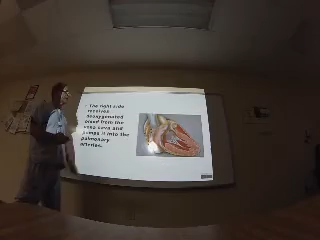 - The right side
receives
deoxygenated
blood from the
vena cava and
pumps it into the
pulmonary
arteries.